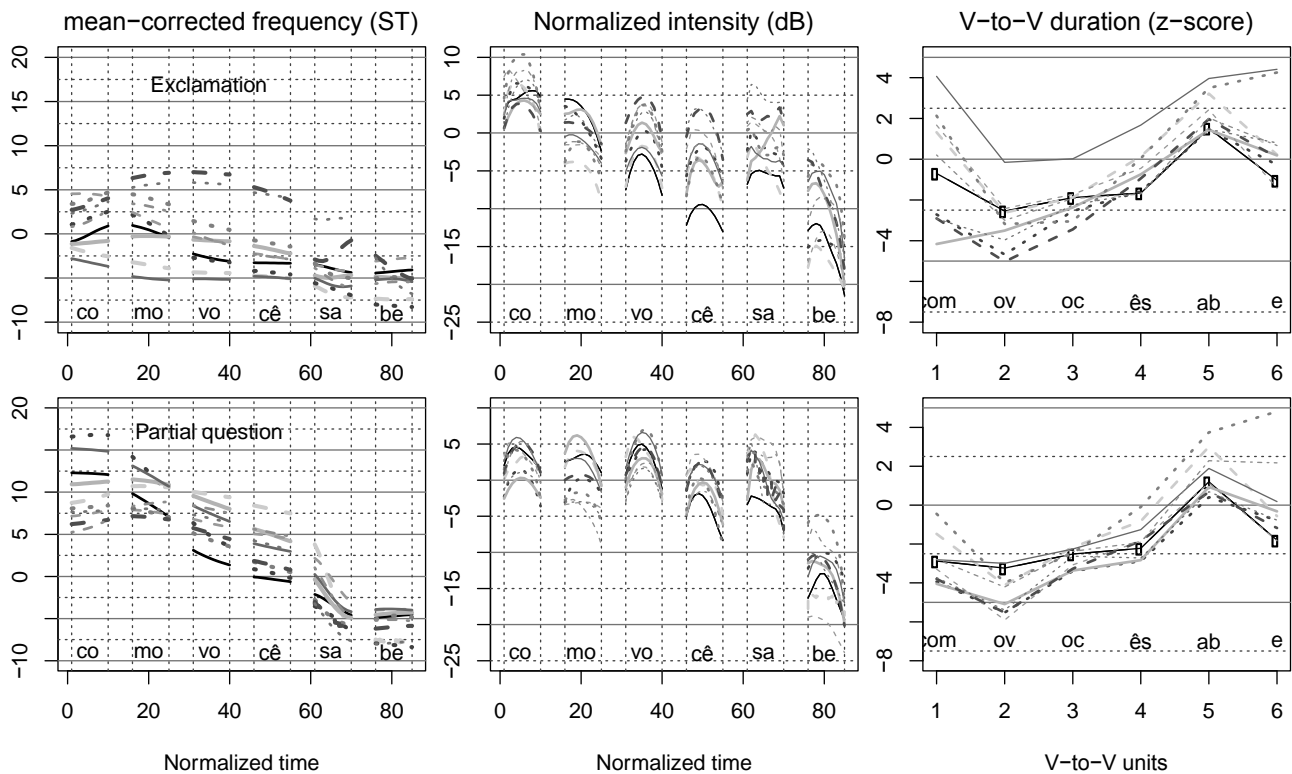 mean−corrected frequency (ST) Normalized intensity (dB) V−to−V duration (z−score)
Exclamation
20
15
10
5
0
−10
co mo vo cê sa be
0 20 40 60 80
10
5
0
−5
−15
−25
co mo vo cê sa be
0 20 40 60 80
4
2
0
−4
−8
com ov oc ês ab e
1 2 3 4 5 6
Partial question
20
15
10
5
0
−10
co mo vo cê sa be
0 20 40 60 80
Normalized time
5
−5
−15
−25
co mo vo cê sa be
0 20 40 60 80
Normalized time
4
2
0
−4
−8
com ov oc ês ab e
1 2 3 4 5 6
V−to−V units